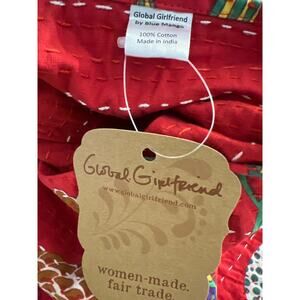 Global Girlfriend
by Blue Mango
100% Cotton
Made in India
Global Girlfriend
www.globalgirlfriend.com
women-made.
fair trade.